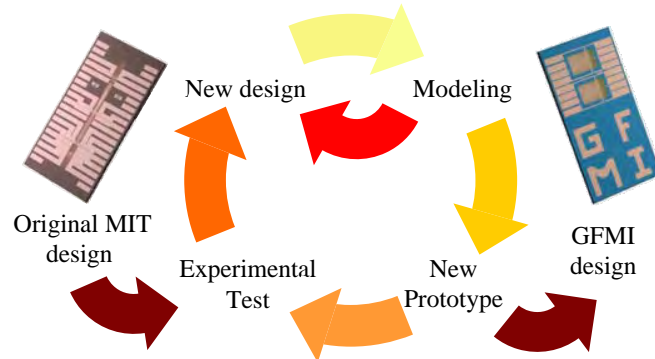 New design
Modeling
G F
M I
Original MIT
design
Experimental
Test
New
Prototype
GFMI
design